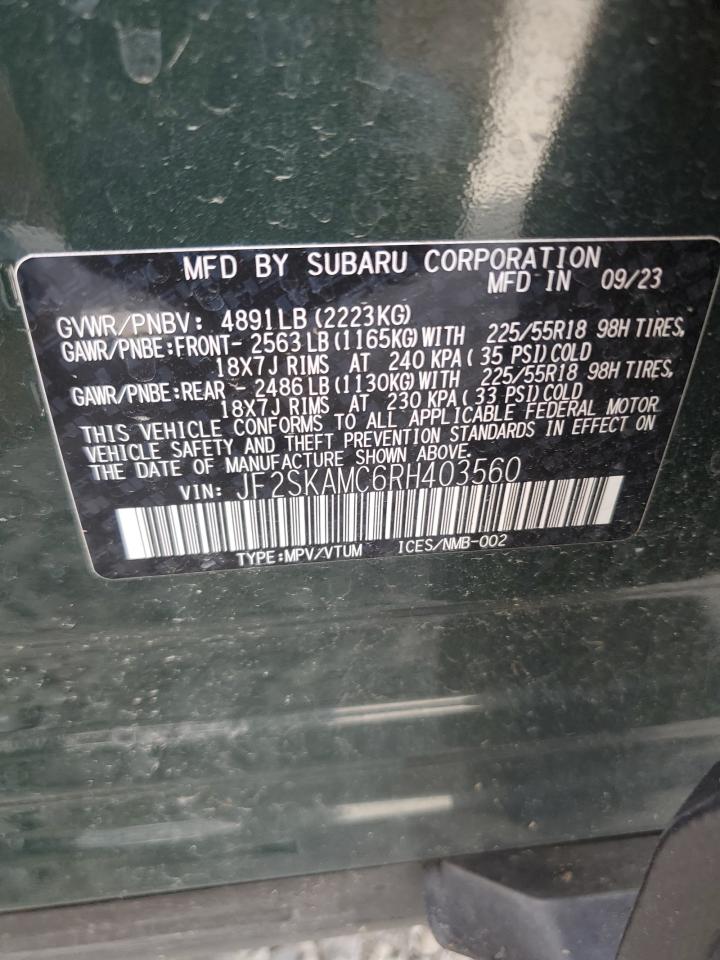 MFD BY SUBARU CORPORATION
MFD IN 09/23
GVWR/PNBV: 4891LB (2223KG)
GAWR/PNBE:FRONT- 2563 LB (1165KG) WITH 225/55R18 98H TIRES,
18X7J RIMS AT 240 KPA (35 PSI) COLD
GAWR/PNBE:REAR - 2486 LB (1130KG) WITH 225/55R18 98H TIRES,
18X7J RIMS AT 230 KPA (33 PSI) COLD
THIS VEHICLE CONFORMS TO ALL APPLICABLE FEDERAL MOTOR
VEHICLE SAFETY AND THEFT PREVENTION STANDARDS IN EFFECT ON
THE DATE OF MANUFACTURE SHOWN ABOVE.
VIN: JF2SKAMC6RH403560
TYPE:MPV/VTUM ICES/NMB-002